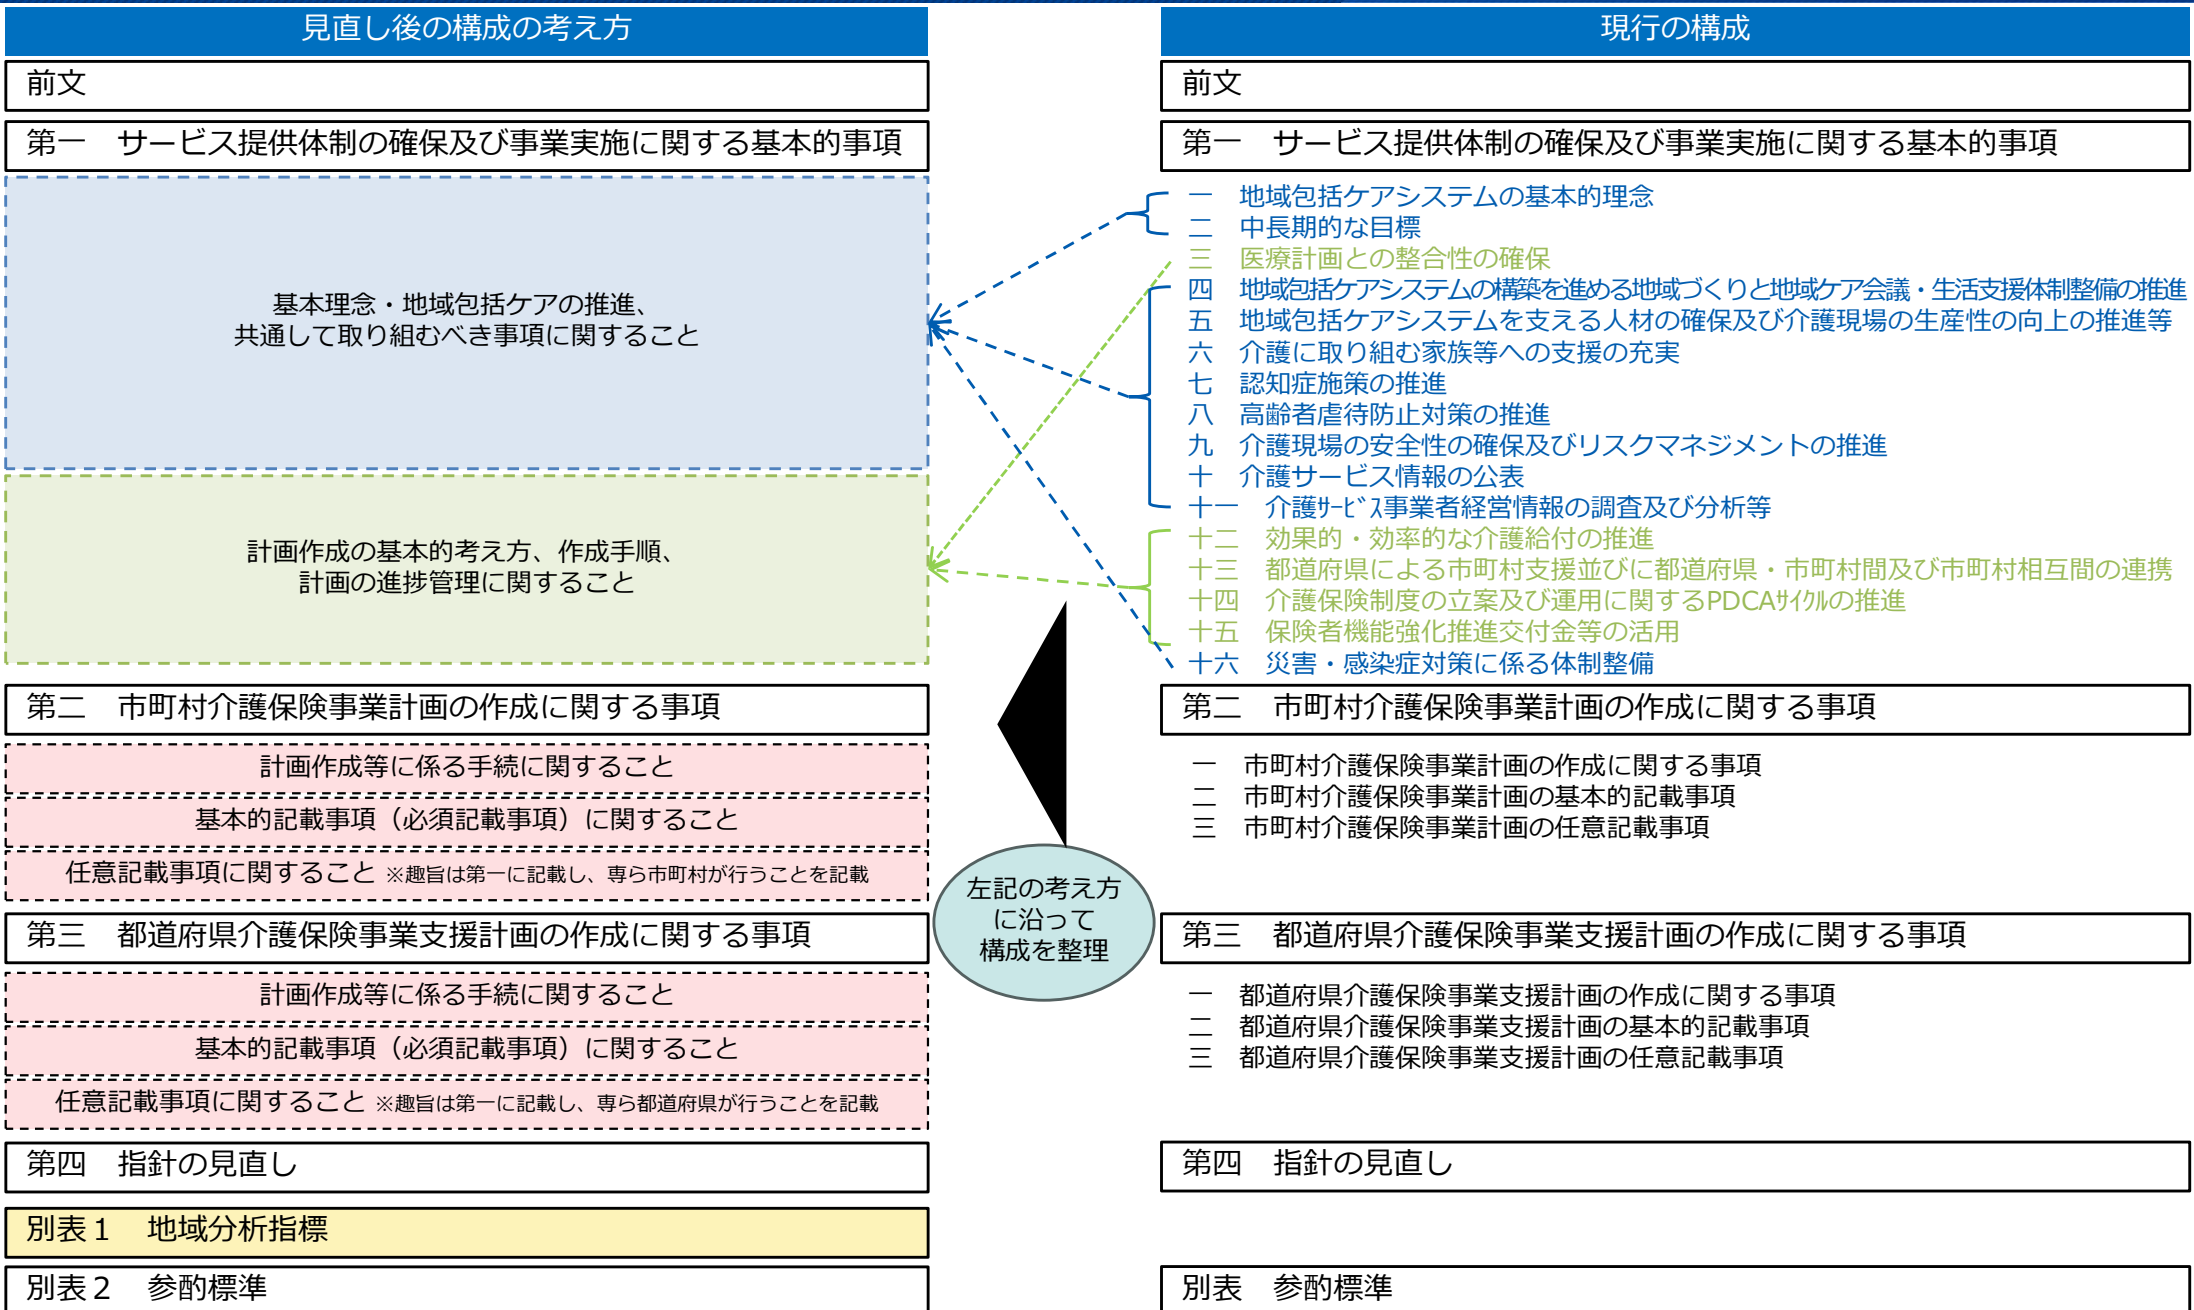 見直し後の構成の考え方
前文
第一　サービス提供体制の確保及び事業実施に関する基本的事項
基本理念・地域包括ケアの推進、
共通して取り組むべき事項に関すること
計画作成の基本的考え方、作成手順、
計画の進捗管理に関すること
第二　市町村介護保険事業計画の作成に関する事項
計画作成等に係る手続に関すること
基本的記載事項（必須記載事項）に関すること
任意記載事項に関すること ※趣旨は第一に記載し、専ら市町村が行うことを記載
第三　都道府県介護保険事業支援計画の作成に関する事項
計画作成等に係る手続に関すること
基本的記載事項（必須記載事項）に関すること
任意記載事項に関すること ※趣旨は第一に記載し、専ら都道府県が行うことを記載
第四　指針の見直し
別表１　地域分析指標
別表２　参酌標準
左記の考え方
に沿って
構成を整理
現行の構成
前文
第一　サービス提供体制の確保及び事業実施に関する基本的事項
一　地域包括ケアシステムの基本的理念
二　中長期的な目標
三　医療計画との整合性の確保
四　地域包括ケアシステムの構築を進める地域づくりと地域ケア会議・生活支援体制整備の推進
五　地域包括ケアシステムを支える人材の確保及び介護現場の生産性の向上の推進等
六　介護に取り組む家族等への支援の充実
七　認知症施策の推進
八　高齢者虐待防止対策の推進
九　介護現場の安全性の確保及びリスクマネジメントの推進
十　介護サービス情報の公表
十一　介護ｻｰﾋﾞｽ事業者経営情報の調査及び分析等
十二　効果的・効率的な介護給付の推進
十三　都道府県による市町村支援並びに都道府県・市町村間及び市町村相互間の連携
十四　介護保険制度の立案及び運用に関するPDCAｻｲｸﾙの推進
十五　保険者機能強化推進交付金等の活用
十六　災害・感染症対策に係る体制整備
第二　市町村介護保険事業計画の作成に関する事項
一　市町村介護保険事業計画の作成に関する事項
二　市町村介護保険事業計画の基本的記載事項
三　市町村介護保険事業計画の任意記載事項
第三　都道府県介護保険事業支援計画の作成に関する事項
一　都道府県介護保険事業支援計画の作成に関する事項
二　都道府県介護保険事業支援計画の基本的記載事項
三　都道府県介護保険事業支援計画の任意記載事項
第四　指針の見直し
別表　参酌標準